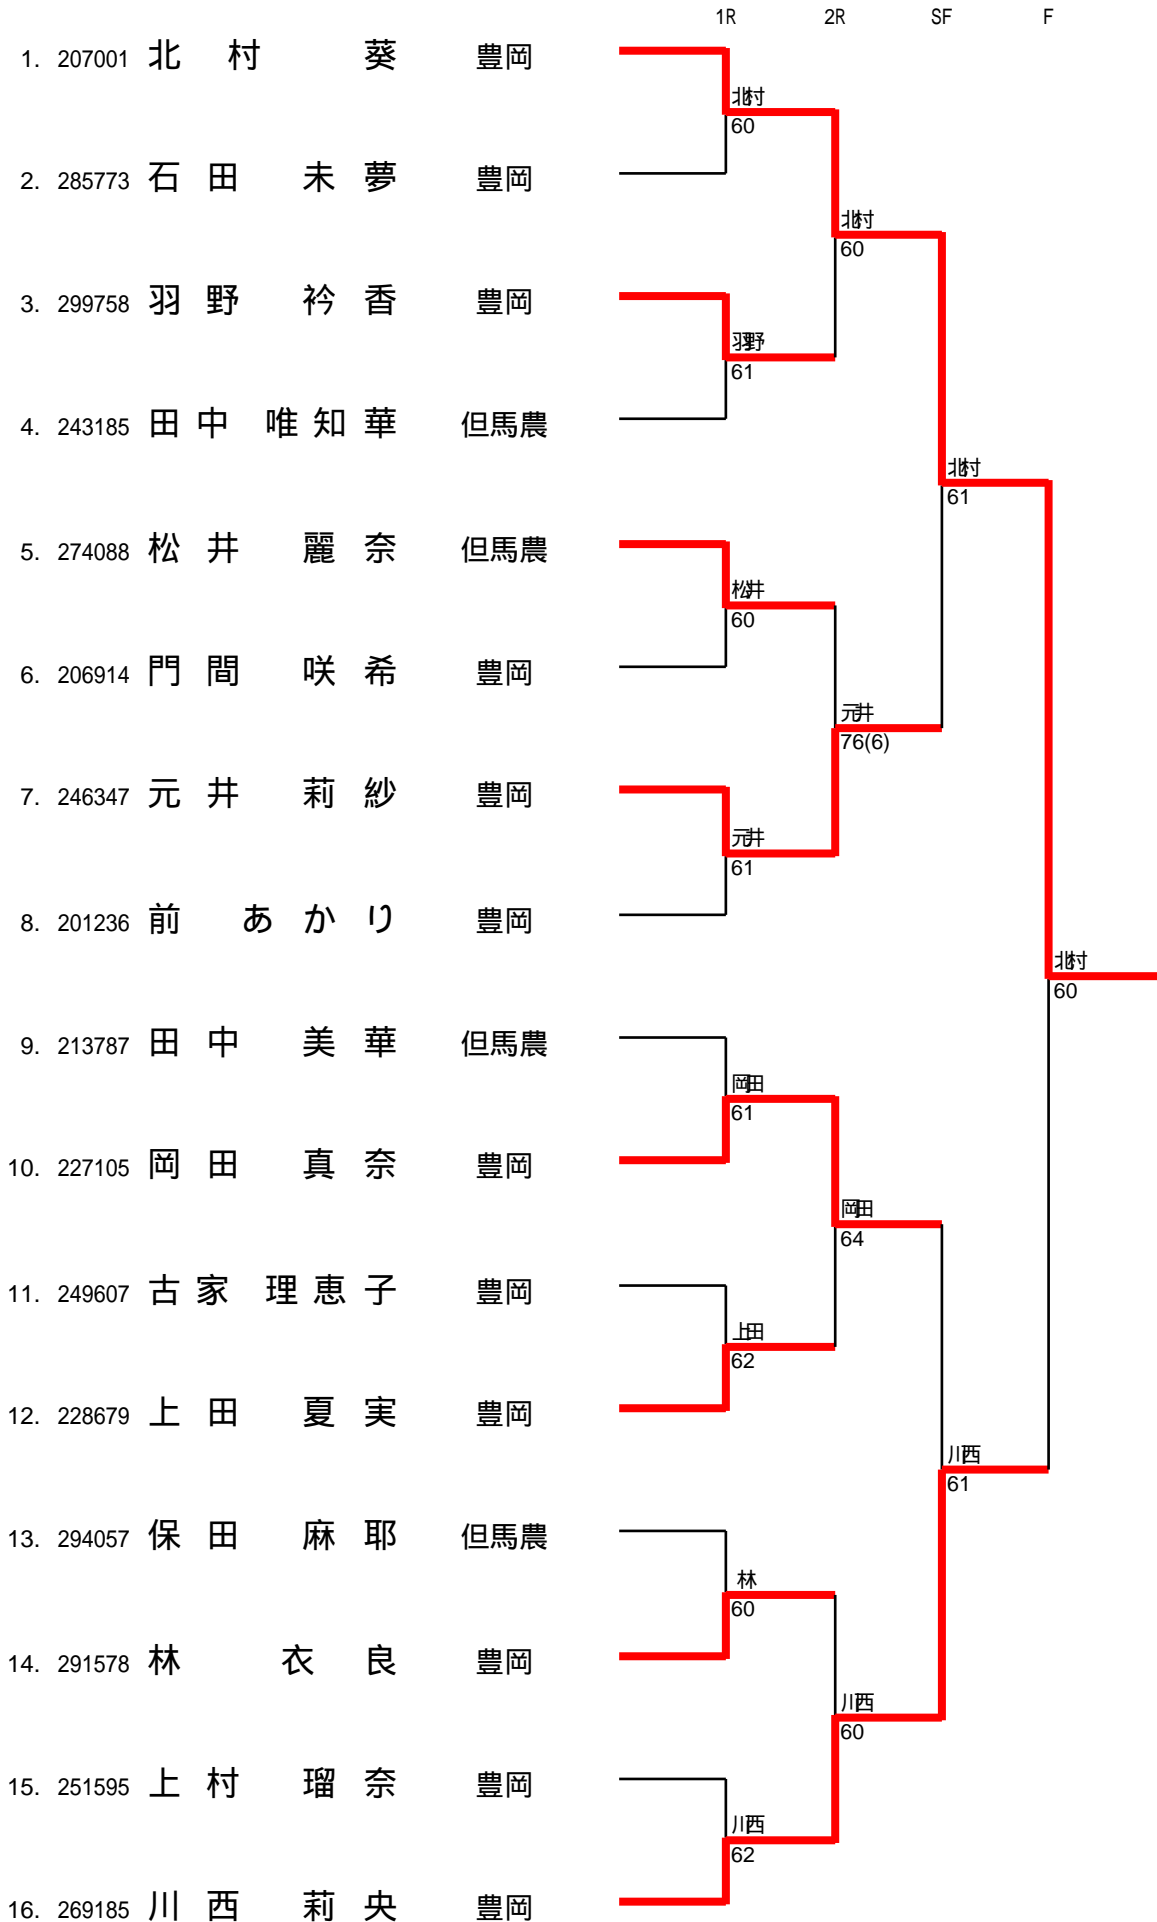 1R 2R SF F
1. 207001 北村 葵 豊岡
北村
60
2. 285773 石田 未夢 豊岡
北村
60
3. 299758 羽野 衿香 豊岡
羽野
61
4. 243185 田中 唯知華 但馬農
北村
61
5. 274088 松井 麗奈 但馬農
松井
60
6. 206914 門間 咲希 豊岡
元井
76(6)
7. 246347 元井 莉紗 豊岡
元井
61
8. 201236 前 あかり 豊岡
北村
60
9. 213787 田中 美華 但馬農
岡田
61
10. 227105 岡田 真奈 豊岡
岡田
64
11. 249607 古家 理恵子 豊岡
上田
62
12. 228679 上田 夏実 豊岡
川西
61
13. 294057 保田 麻耶 但馬農
林
60
14. 291578 林 衣良 豊岡
川西
60
15. 251595 上村 瑠奈 豊岡
川西
62
16. 269185 川西 莉央 豊岡